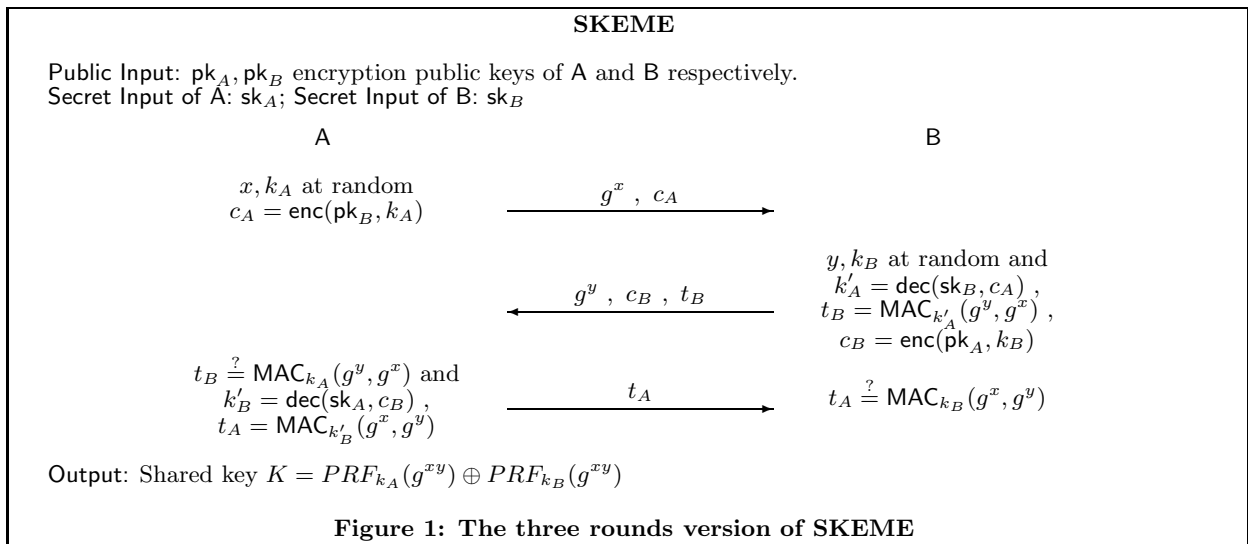 SKEME
Public Input: pk_A, pk_B encryption public keys of A and B respectively.
Secret Input of A: sk_A; Secret Input of B: sk_B
A B
x, k_A at random
c_A = enc(pk_B, k_A)
g^x , c_A
y, k_B at random and
k'_A = dec(sk_B, c_A) ,
t_B = MAC_{k'_A}(g^y, g^x) ,
c_B = enc(pk_A, k_B)
g^y , c_B , t_B
t_B ≟ MAC_{k_A}(g^y, g^x) and
k'_B = dec(sk_A, c_B) ,
t_A = MAC_{k'_B}(g^x, g^y)
t_A
t_A ≟ MAC_{k_B}(g^x, g^y)
Output: Shared key K = PRF_{k_A}(g^{xy}) ⊕ PRF_{k_B}(g^{xy})
Figure 1: The three rounds version of SKEME